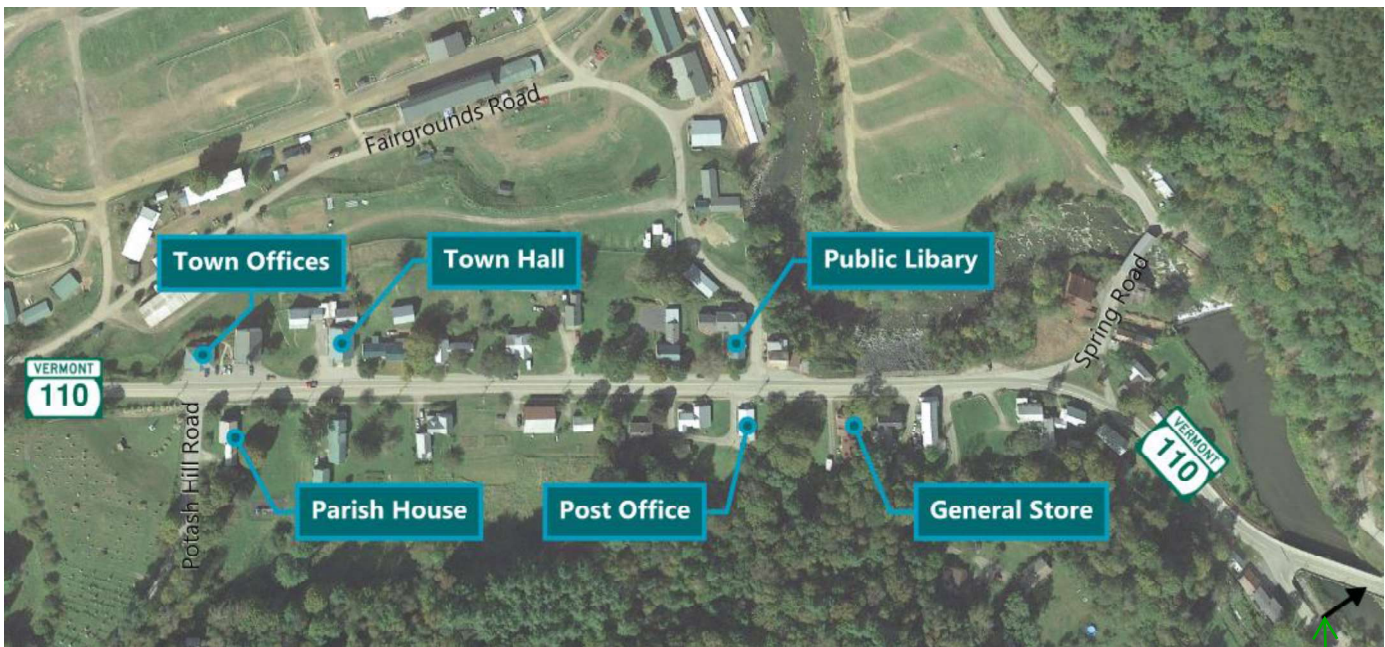 Fairgrounds Road
Town Offices
Town Hall
Public Libary
Spring Road
VERMONT
110
Potash Hill Road
Parish House
Post Office
General Store
VERMONT
110